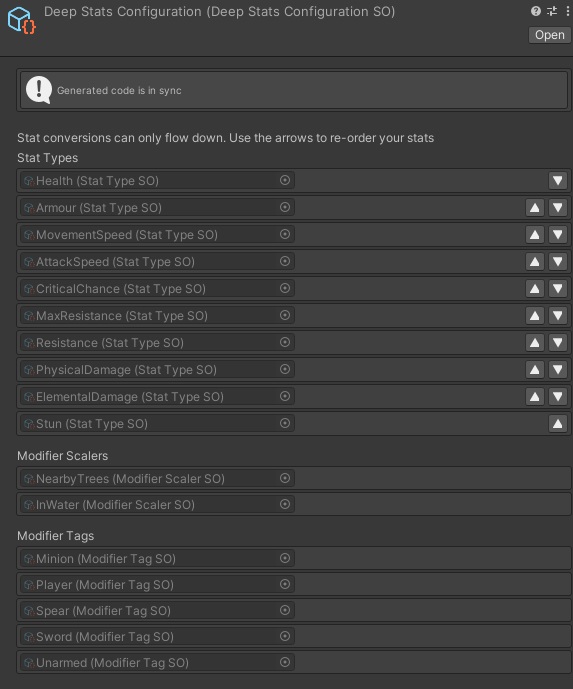 Deep Stats Configuration (Deep Stats Configuration SO)
Open
Generated code is in sync
Stat conversions can only flow down. Use the arrows to re-order your stats
Stat Types
Health (Stat Type SO)
Armour (Stat Type SO)
MovementSpeed (Stat Type SO)
AttackSpeed (Stat Type SO)
CriticalChance (Stat Type SO)
MaxResistance (Stat Type SO)
Resistance (Stat Type SO)
PhysicalDamage (Stat Type SO)
ElementalDamage (Stat Type SO)
Stun (Stat Type SO)
Modifier Scalers
NearbyTrees (Modifier Scaler SO)
InWater (Modifier Scaler SO)
Modifier Tags
Minion (Modifier Tag SO)
Player (Modifier Tag SO)
Spear (Modifier Tag SO)
Sword (Modifier Tag SO)
Unarmed (Modifier Tag SO)